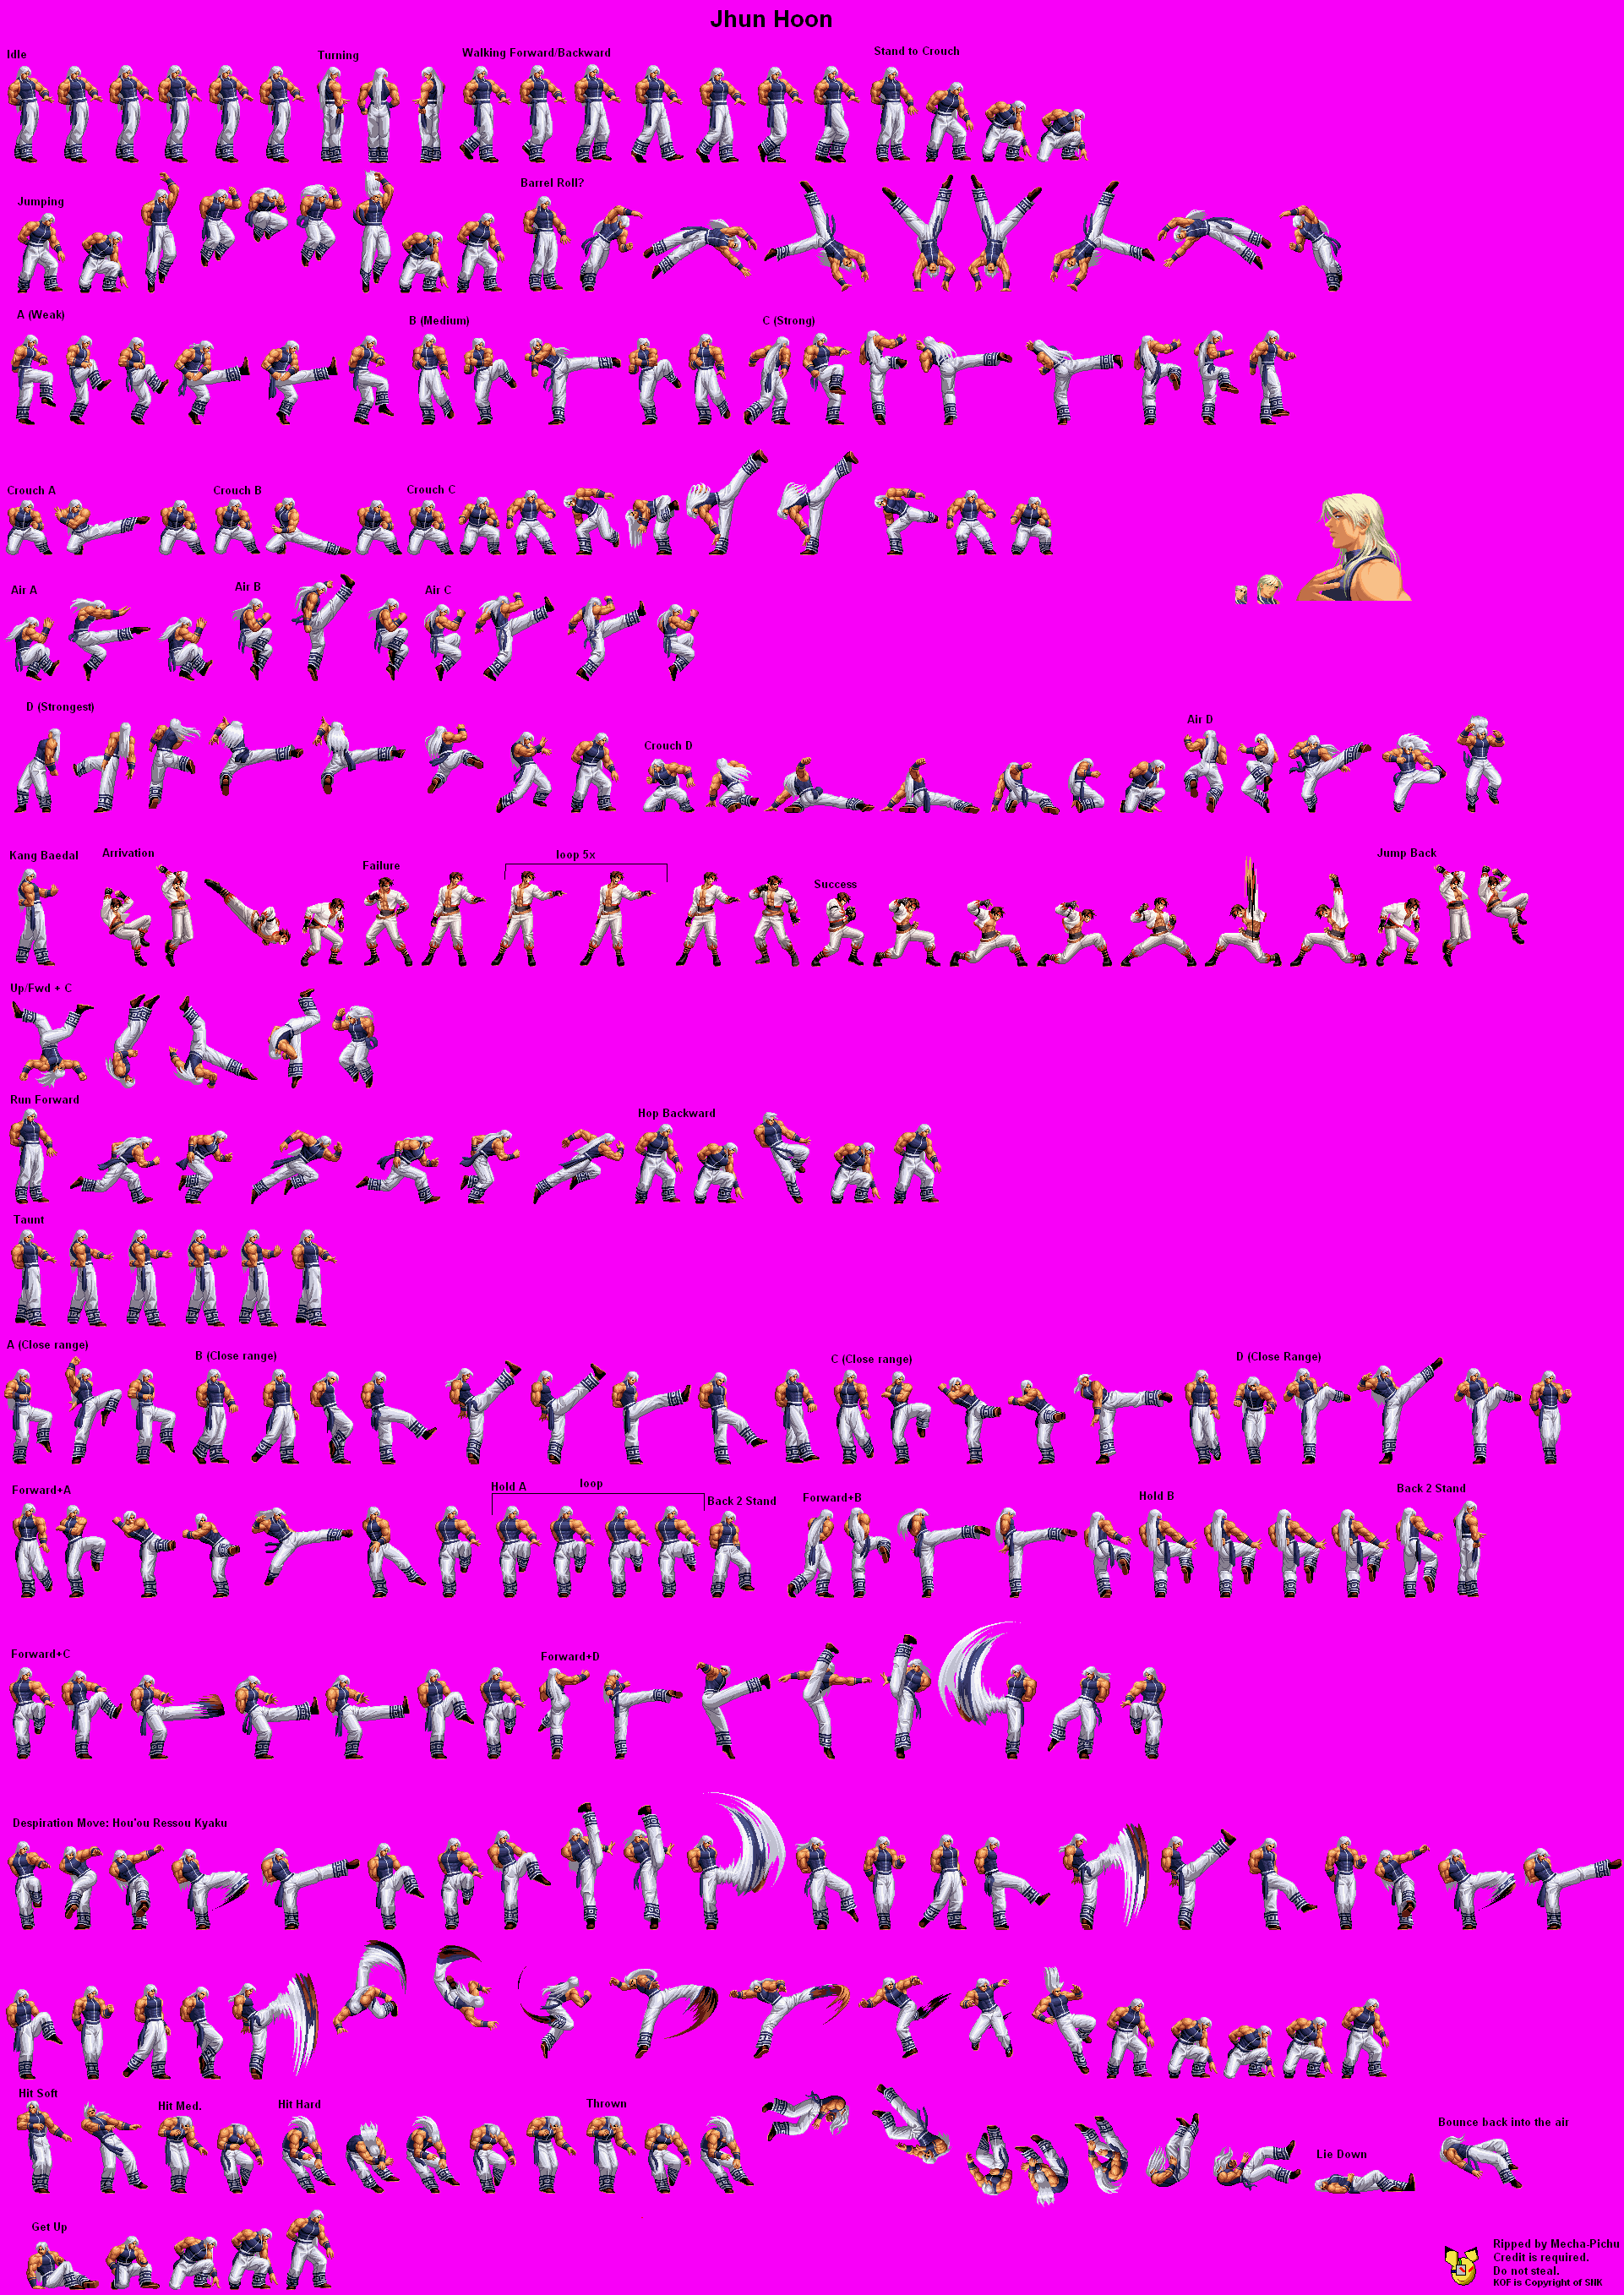 Jhun Hoon
Idle
Turning
Walking Forward/Backward
Stand to Crouch
Jumping
Barrel Roll?
A (Weak)
B (Medium)
C (Strong)
Crouch A
Crouch B
Crouch C
Air A
Air B
Air C
D (Strongest)
Crouch D
Air D
Kang Baedal
Arrivation
Failure
loop 5x
Success
Jump Back
Up/Fwd + C
Run Forward
Hop Backward
Taunt
A (Close range)
B (Close range)
C (Close range)
D (Close Range)
Forward+A
Hold A
loop
Back 2 Stand
Forward+B
Hold B
Back 2 Stand
Forward+C
Forward+D
Despiration Move: Hou'ou Ressou Kyaku
Hit Soft
Hit Med.
Hit Hard
Thrown
Lie Down
Bounce back into the air
Get Up
Ripped by Mecha-Pichu
Credit is required.
Do not steal.
KOF is Copyright of SNK